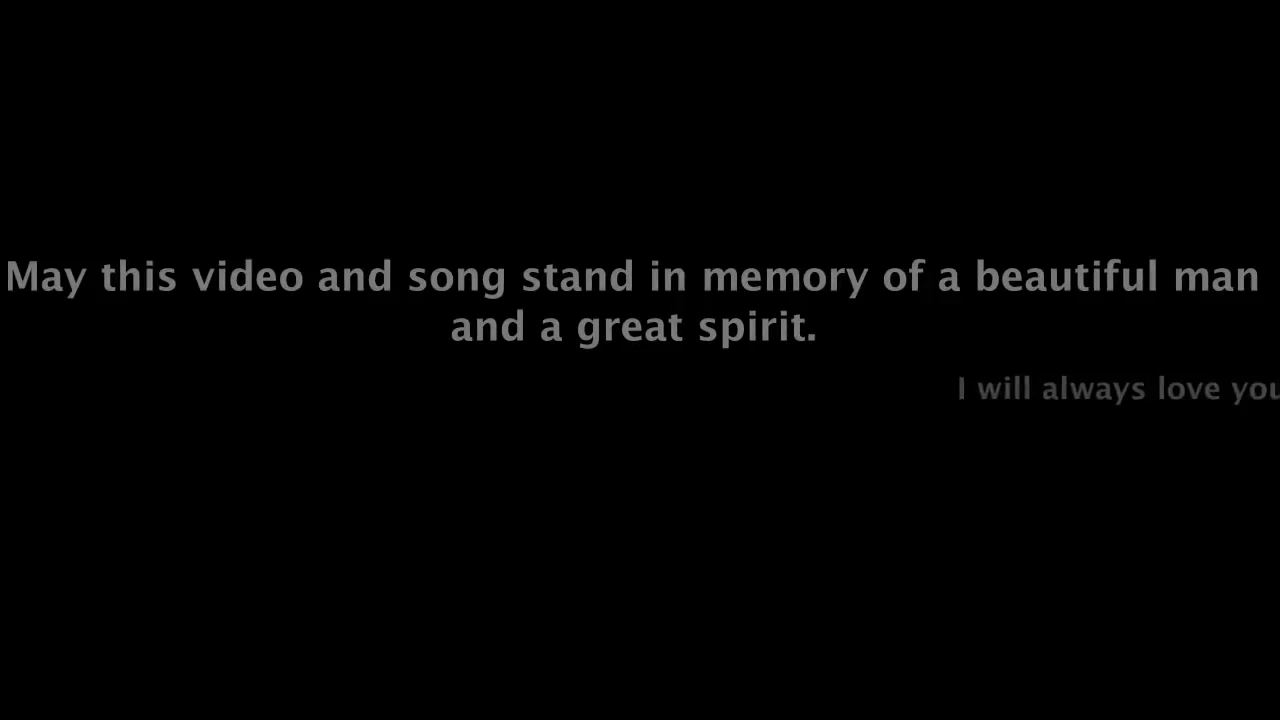 May this video and song stand in memory of a beautiful man
and a great spirit.
I will always love you